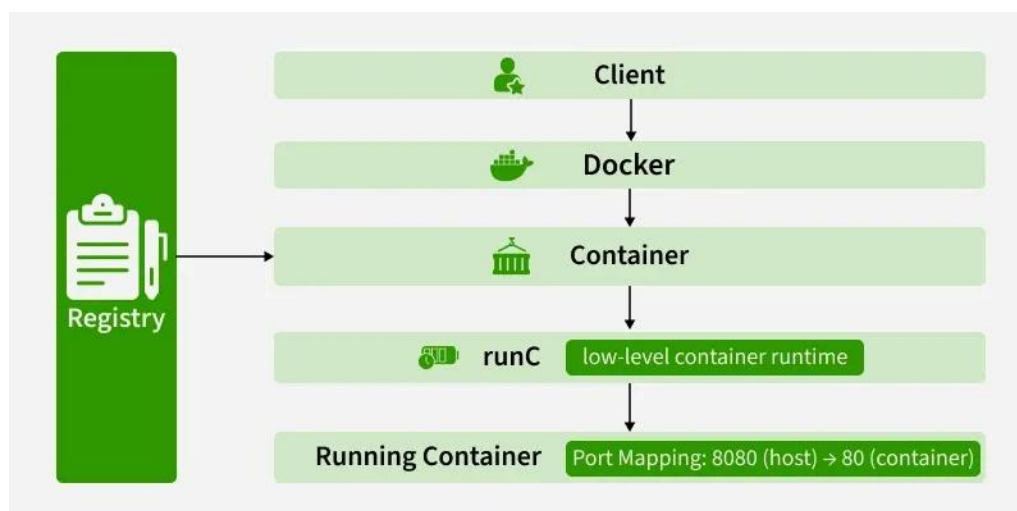 Registry
Client
Docker
Container
runC low-level container runtime
Running Container Port Mapping: 8080 (host) → 80 (container)